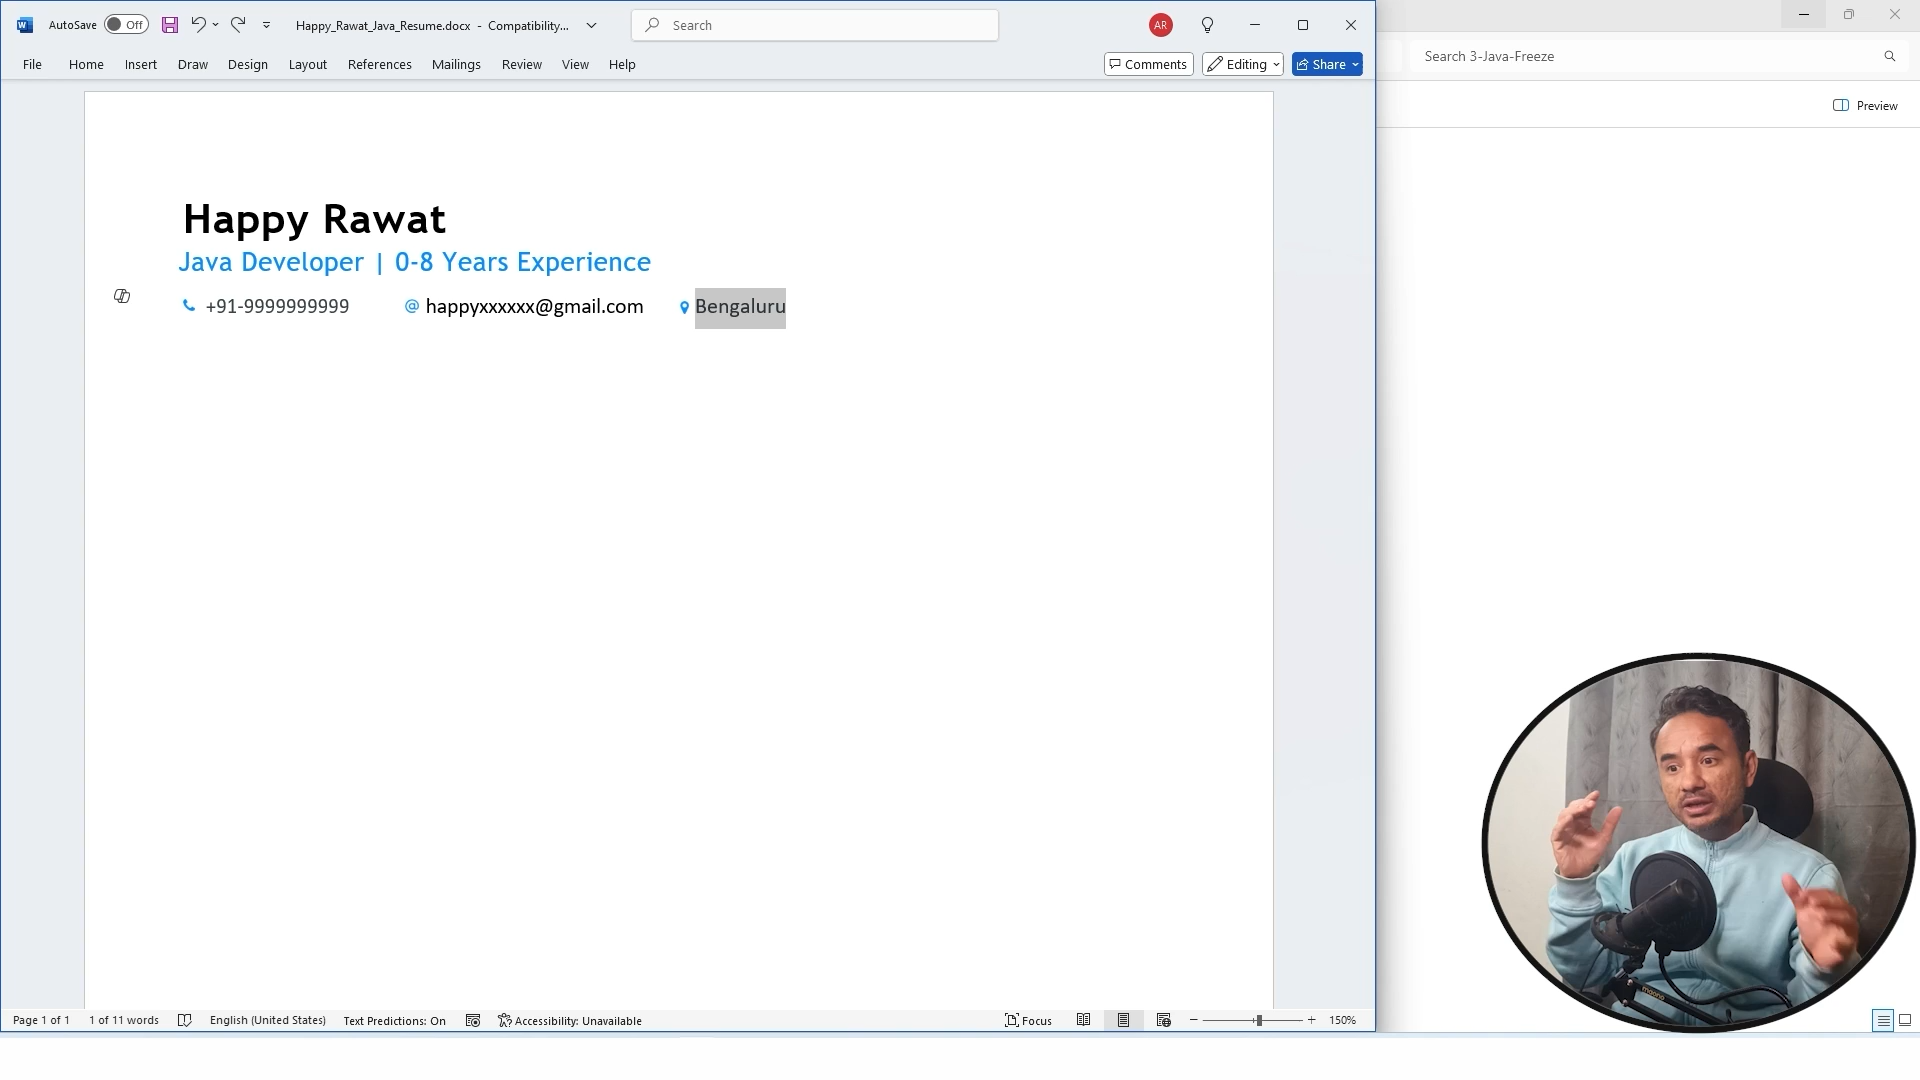 AutoSave Off Happy_Rawat_Java_Resume.docx - Compatibility... Search AR
Search 3-Java-Freeze
File Home Insert Draw Design Layout References Mailings Review View Help Comments Editing Share
Preview
Happy Rawat
Java Developer | 0-8 Years Experience
+91-9999999999 @ happyxxxxxx@gmail.com Bengaluru
maono
Page 1 of 1 1 of 11 words English (United States) Text Predictions: On Accessibility: Unavailable Focus 150%